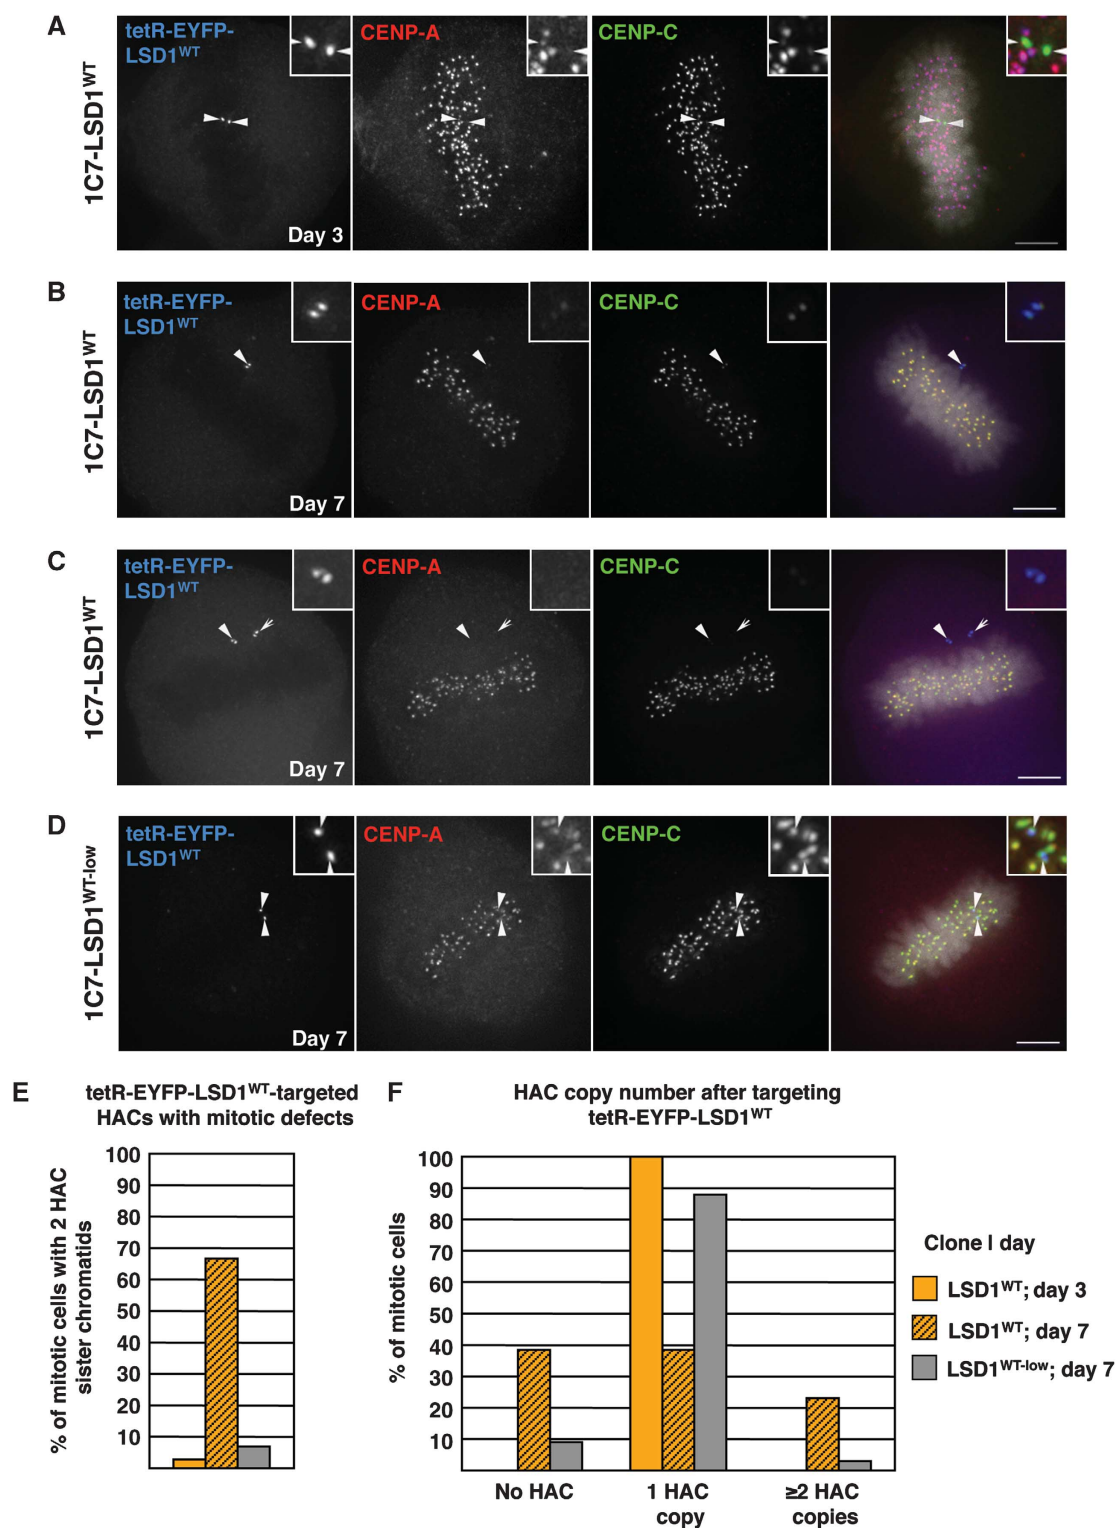 A
1C7-LSD1WT
tetR-EYFP-
LSD1WT
CENP-A
CENP-C
Day 3
B
1C7-LSD1WT
tetR-EYFP-
LSD1WT
CENP-A
CENP-C
Day 7
C
1C7-LSD1WT
tetR-EYFP-
LSD1WT
CENP-A
CENP-C
Day 7
D
1C7-LSD1WT-low
tetR-EYFP-
LSD1WT
CENP-A
CENP-C
Day 7
E
tetR-EYFP-LSD1WT-targeted
HACs with mitotic defects
% of mitotic cells with 2 HAC
sister chromatids
100
90
80
70
60
50
40
30
20
10
F
HAC copy number after targeting
tetR-EYFP-LSD1WT
% of mitotic cells
100
90
80
70
60
50
40
30
20
10
No HAC
1 HAC
copy
≥2 HAC
copies
Clone | day
LSD1WT; day 3
LSD1WT; day 7
LSD1WT-low; day 7